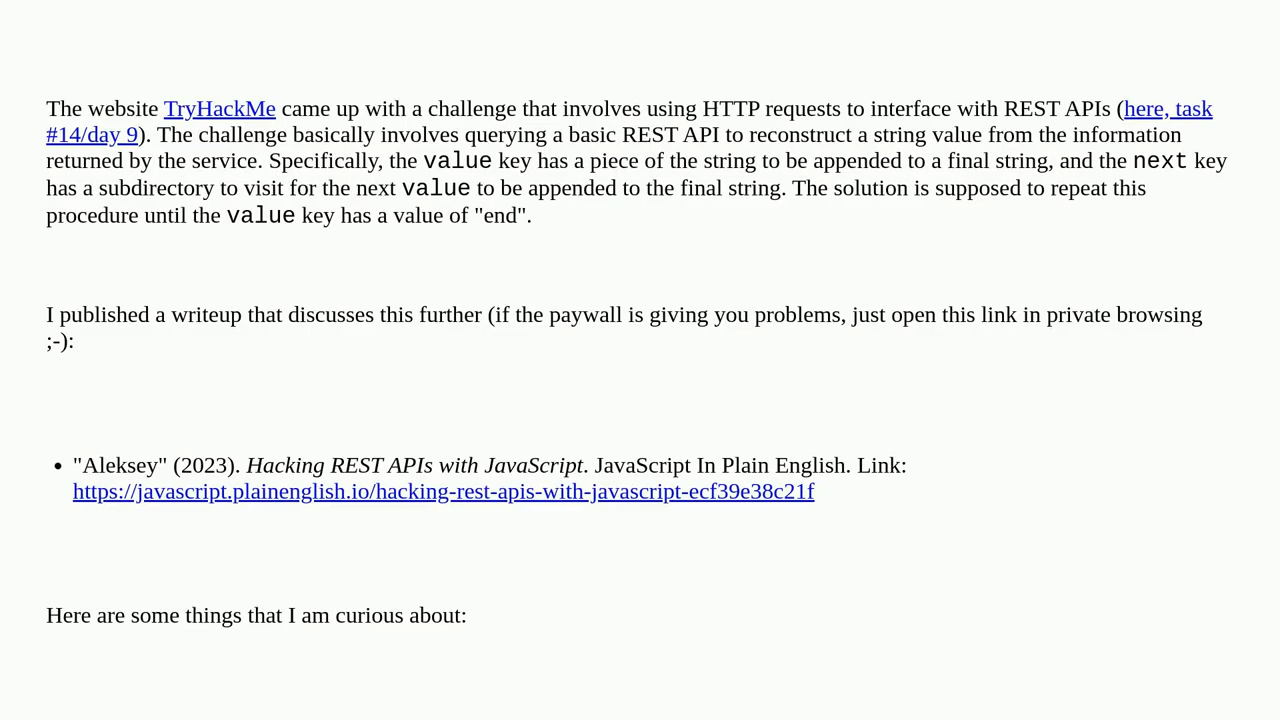 The website TryHackMe came up with a challenge that involves using HTTP requests to interface with REST APIs (here, task
#14/day 9). The challenge basically involves querying a basic REST API to reconstruct a string value from the information
returned by the service. Specifically, the value key has a piece of the string to be appended to a final string, and the next key
has a subdirectory to visit for the next value to be appended to the final string. The solution is supposed to repeat this
procedure until the value key has a value of "end".
I published a writeup that discusses this further (if the paywall is giving you problems, just open this link in private browsing
;-):
• "Aleksey" (2023). Hacking REST APIs with JavaScript. JavaScript In Plain English. Link:
https://javascript.plainenglish.io/hacking-rest-apis-with-javascript-ecf39e38c21f
Here are some things that I am curious about: